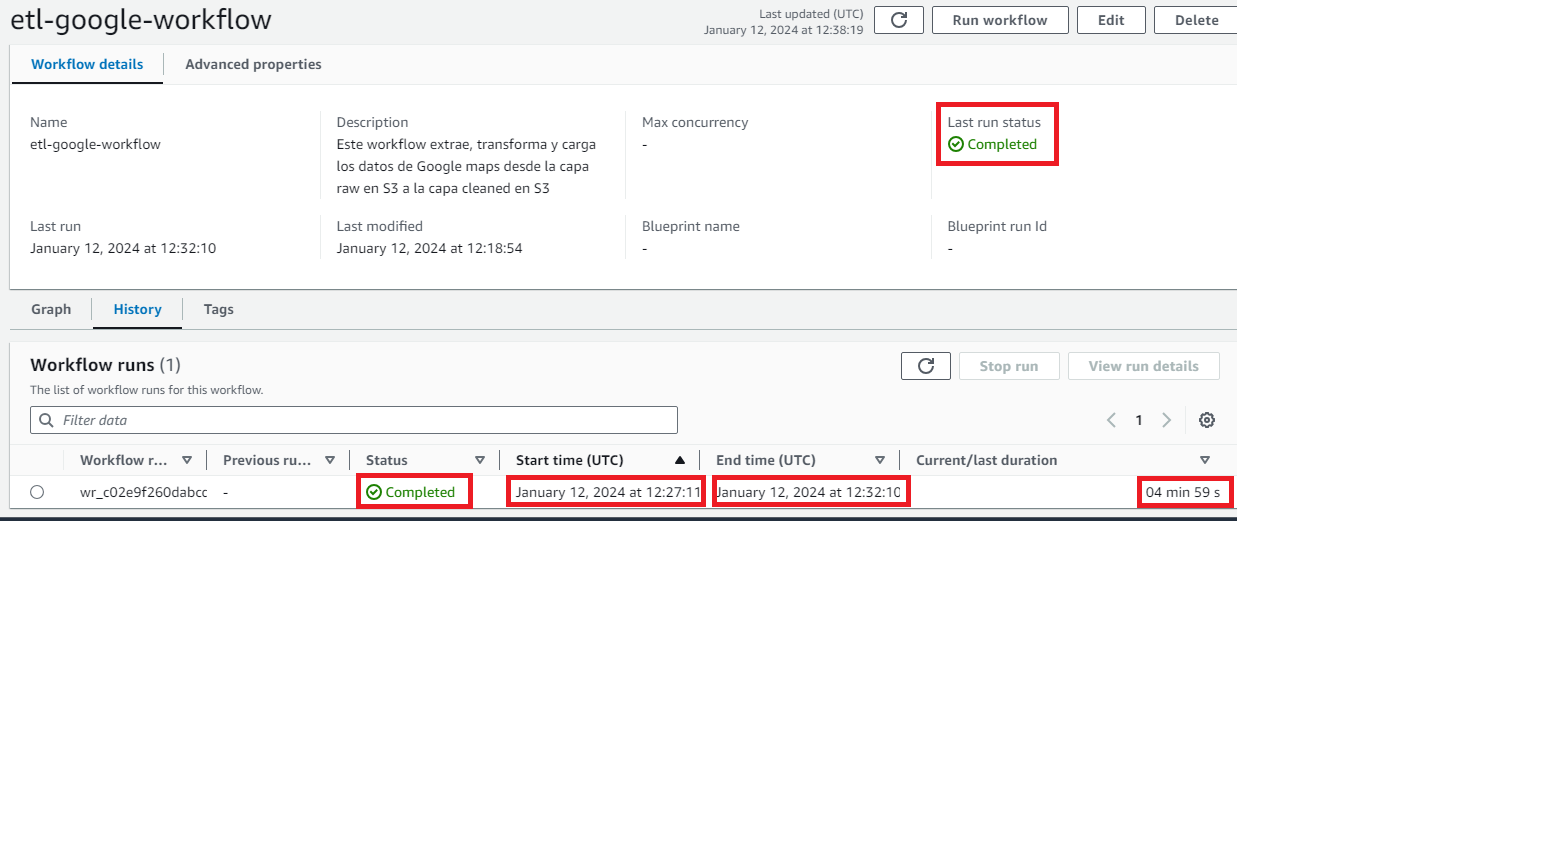 etl-google-workflow
Last updated (UTC)
January 12, 2024 at 12:38:19
Run workflow
Edit
Delete
Workflow details
Advanced properties
Name
etl-google-workflow
Description
Este workflow extrae, transforma y carga
los datos de Google maps desde la capa
raw en S3 a la capa cleaned en S3
Max concurrency
-
Last run status
Completed
Last run
January 12, 2024 at 12:32:10
Last modified
January 12, 2024 at 12:18:54
Blueprint name
-
Blueprint run Id
-
Graph
History
Tags
Workflow runs (1)
Stop run
View run details
The list of workflow runs for this workflow.
Filter data
1
Workflow r... Previous ru... Status Start time (UTC) End time (UTC) Current/last duration
wr_c02e9f260dabcc - Completed January 12, 2024 at 12:27:11 January 12, 2024 at 12:32:10 04 min 59 s